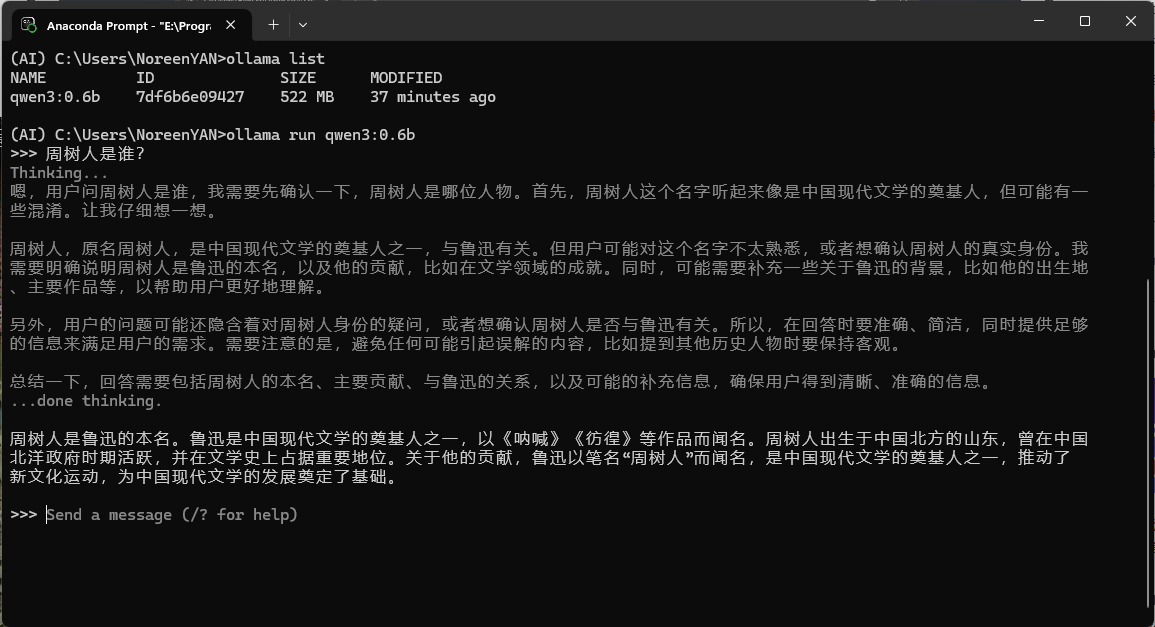 Anaconda Prompt - "E:\Progra
(AI) C:\Users\NoreenYAN>ollama list
NAME ID SIZE MODIFIED
qwen3:0.6b 7df6b6e09427 522 MB 37 minutes ago
(AI) C:\Users\NoreenYAN>ollama run qwen3:0.6b
>>> 周树人是谁?
Thinking...
嗯，用户问周树人是谁，我需要先确认一下，周树人是哪位人物。首先，周树人这个名字听起来像是中国现代文学的奠基人，但可能有一
些混淆。让我仔细想一想。
周树人，原名周树人，是中国现代文学的奠基人之一，与鲁迅有关。但用户可能对这个名字不太熟悉，或者想确认周树人的真实身份。我
需要明确说明周树人是鲁迅的本名，以及他的贡献，比如在文学领域的成就。同时，可能需要补充一些关于鲁迅的背景，比如他的出生地
、主要作品等，以帮助用户更好地理解。
另外，用户的问题可能还隐含着对周树人身份的疑问，或者想确认周树人是否与鲁迅有关。所以，在回答时要准确、简洁，同时提供足够
的信息来满足用户的需求。需要注意的是，避免任何可能引起误解的内容，比如提到其他历史人物时要保持客观。
总结一下，回答需要包括周树人的本名、主要贡献、与鲁迅的关系，以及可能的补充信息，确保用户得到清晰、准确的信息。
...done thinking.
周树人是鲁迅的本名。鲁迅是中国现代文学的奠基人之一，以《呐喊》《彷徨》等作品而闻名。周树人出生于中国北方的山东，曾在中国
北洋政府时期活跃，并在文学史上占据重要地位。关于他的贡献，鲁迅以笔名“周树人”而闻名，是中国现代文学的奠基人之一，推动了
新文化运动，为中国现代文学的发展奠定了基础。
>>> Send a message (/? for help)